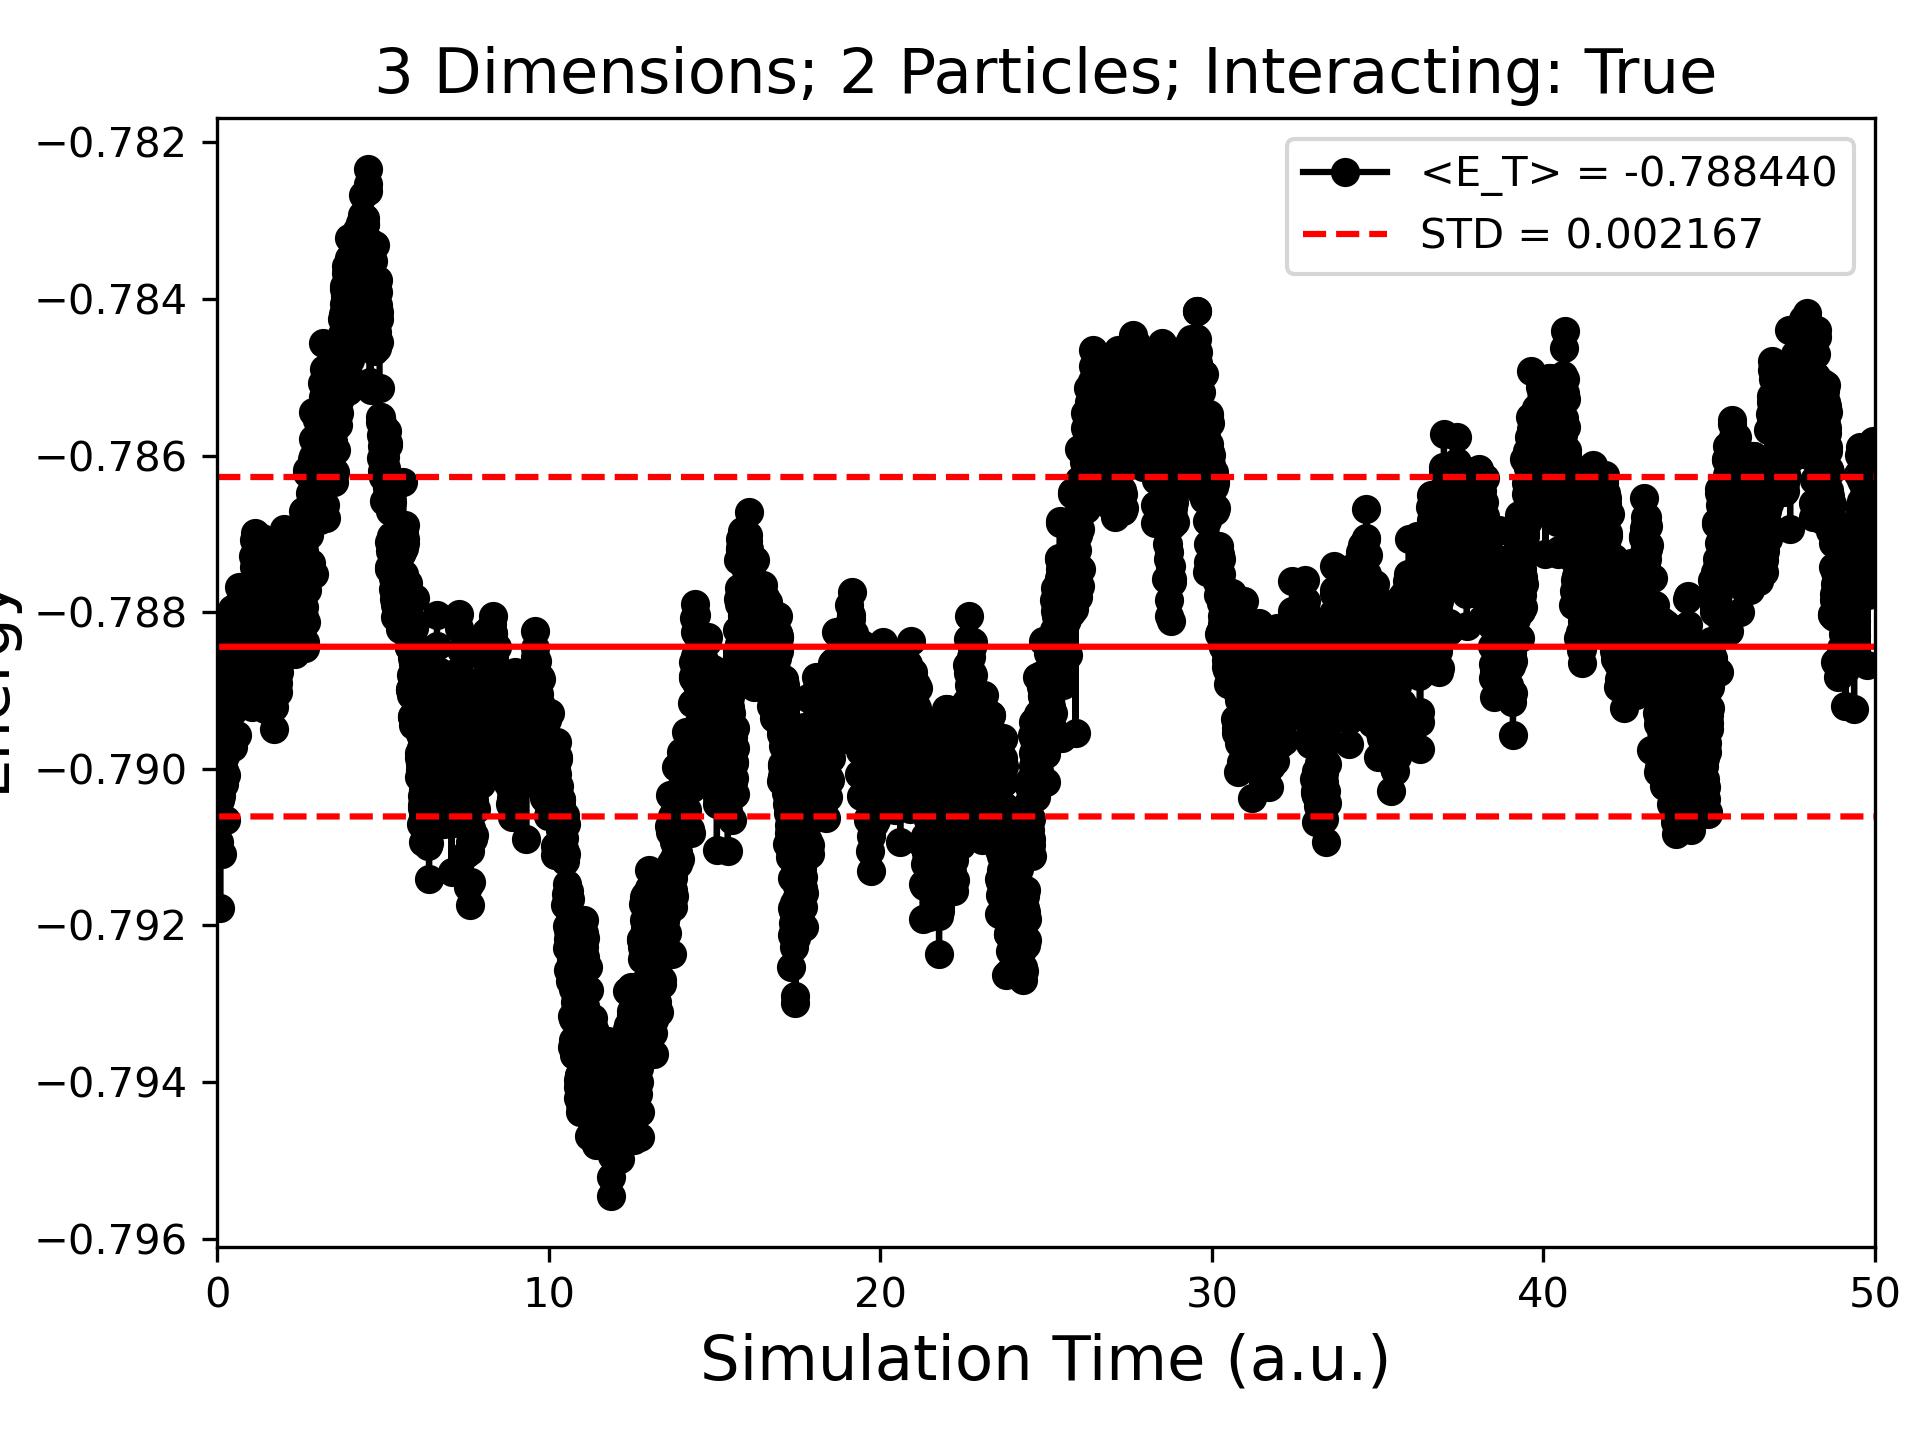 3 Dimensions; 2 Particles; Interacting: True
<E_T> = -0.788440
STD = 0.002167
−0.782
−0.784
−0.786
−0.788
−0.790
−0.792
−0.794
−0.796
Energy
0 10 20 30 40 50
Simulation Time (a.u.)